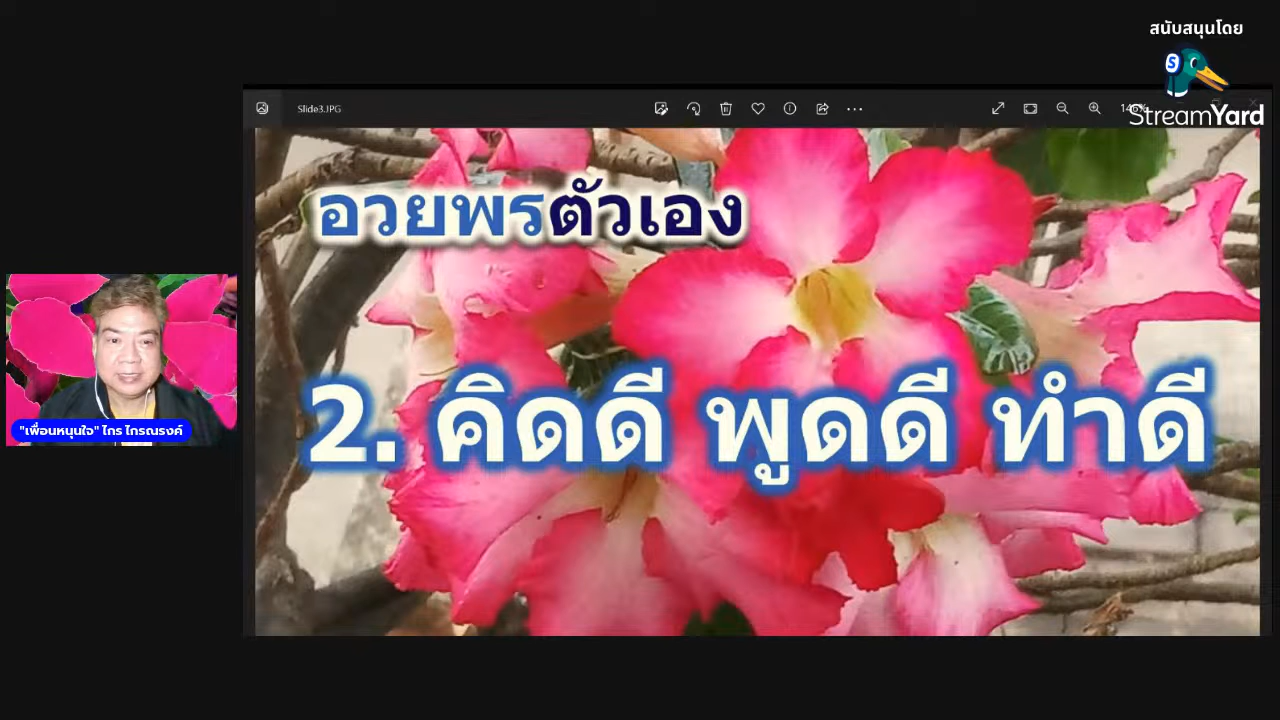 สนับสนุนโดย
StreamYard
Slide3.JPG
อวยพรตัวเอง
2. คิดดี พูดดี ทำดี
"เพื่อนหนุนใจ" ไกร ไกรณรงค์